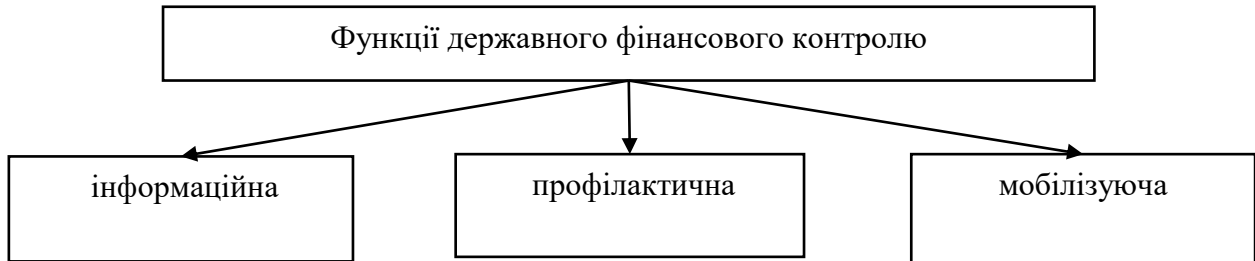 Функції державного фінансового контролю
інформаційна
профілактична
мобілізуюча